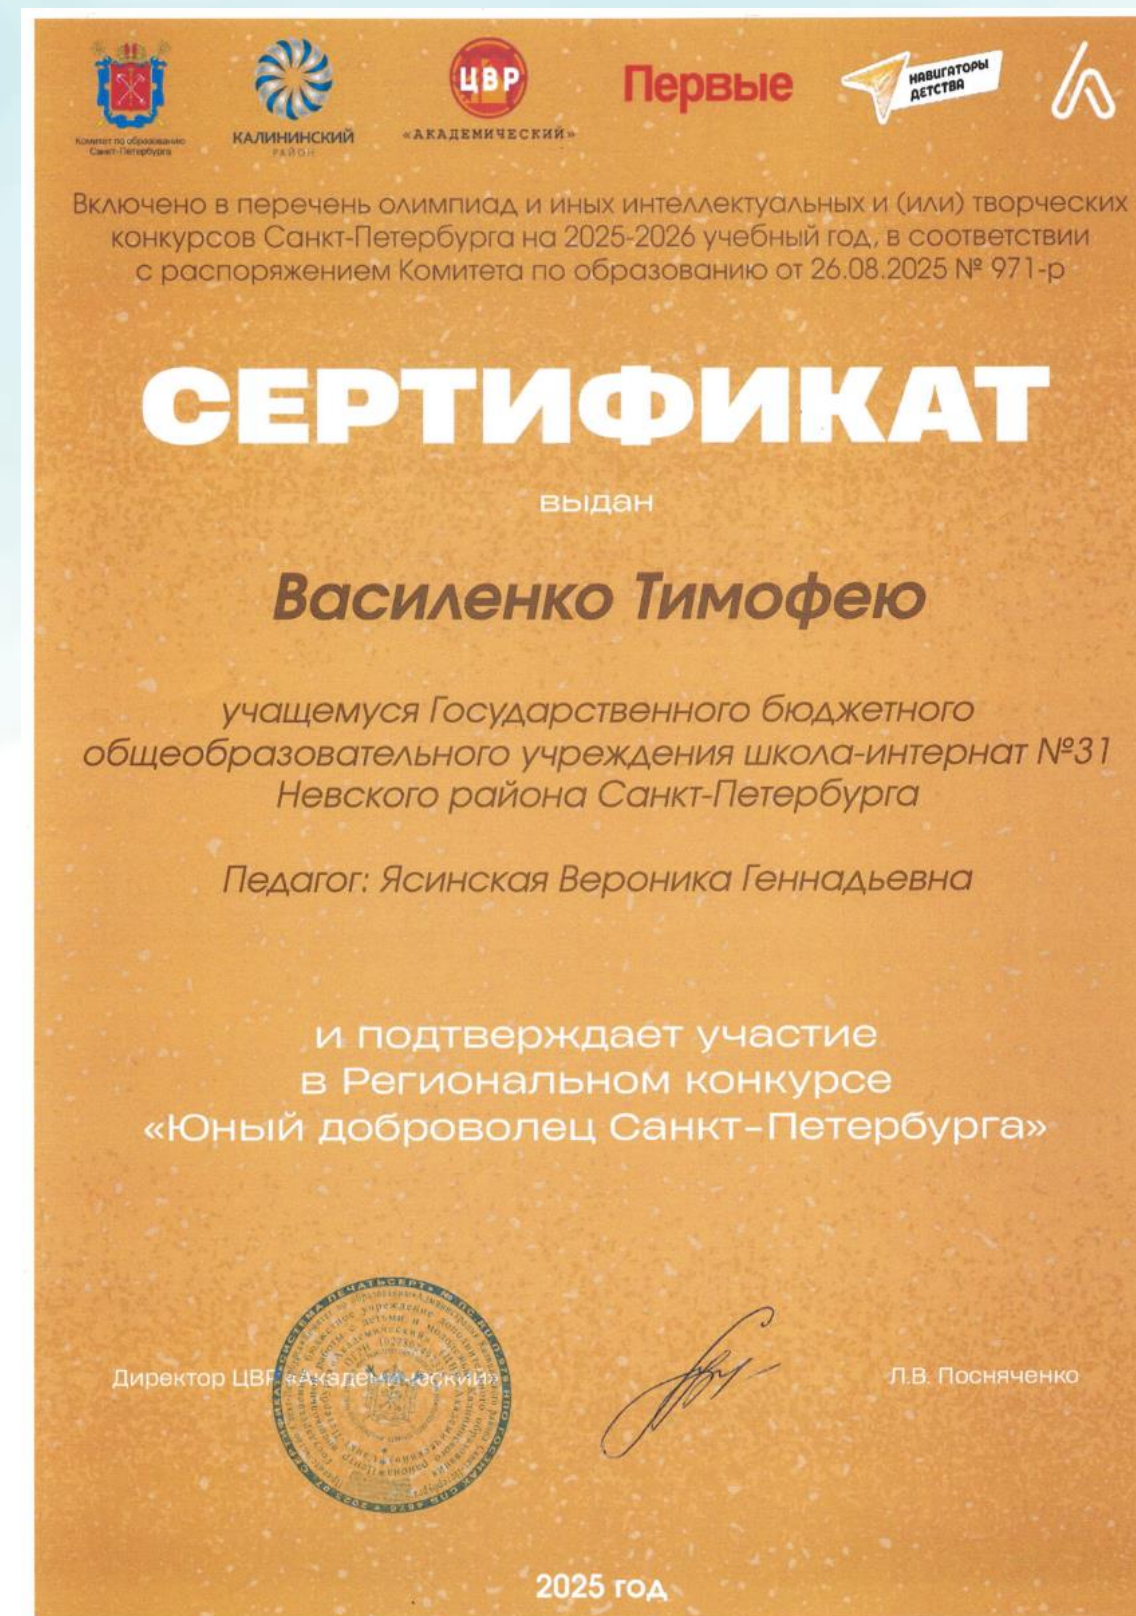 Комитет по образованию
Санкт-Петербурга
КАЛИНИНСКИЙ
РАЙОН
ЦВР
«АКАДЕМИЧЕСКИЙ»
Первые
НАВИГАТОРЫ
ДЕТСТВА
Включено в перечень олимпиад и иных интеллектуальных и (или) творческих
конкурсов Санкт-Петербурга на 2025-2026 учебный год, в соответствии
с распоряжением Комитета по образованию от 26.08.2025 № 971-р
СЕРТИФИКАТ
выдан
Василенко Тимофею
учащемуся Государственного бюджетного
общеобразовательного учреждения школа-интернат №31
Невского района Санкт-Петербурга
Педагог: Ясинская Вероника Геннадьевна
и подтверждает участие
в Региональном конкурсе
«Юный доброволец Санкт-Петербурга»
Директор ЦВР «Академический»
Л.В. Посняченко
2025 год